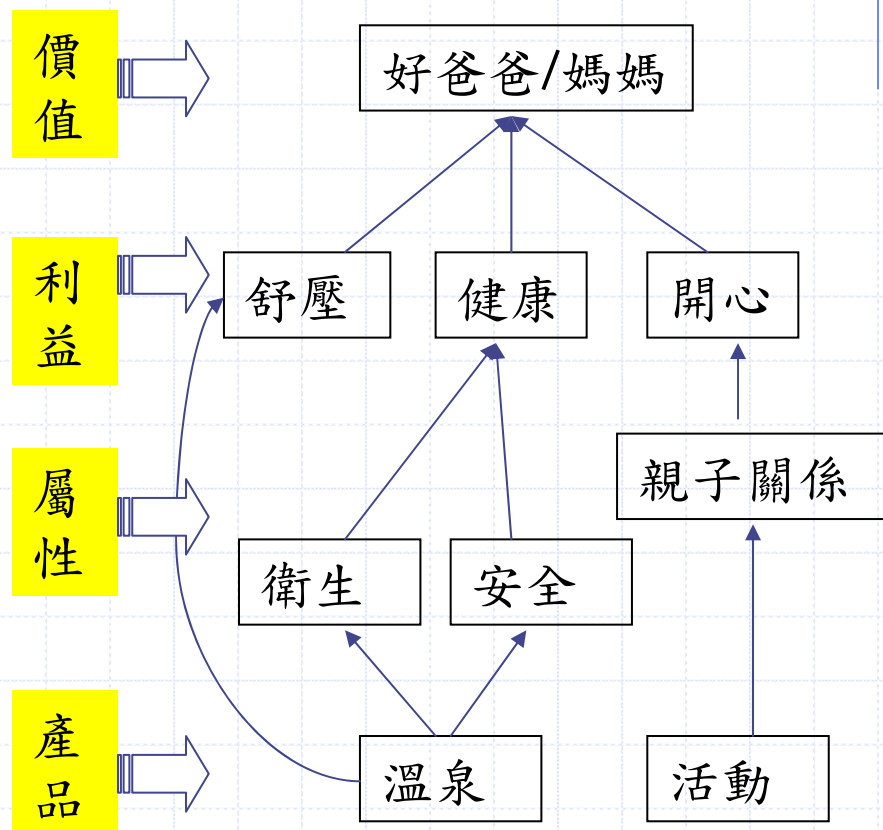 價
值
好爸爸/媽媽
利
益
舒壓
健康
開心
屬
性
親子關係
衛生
安全
產
品
溫泉
活動